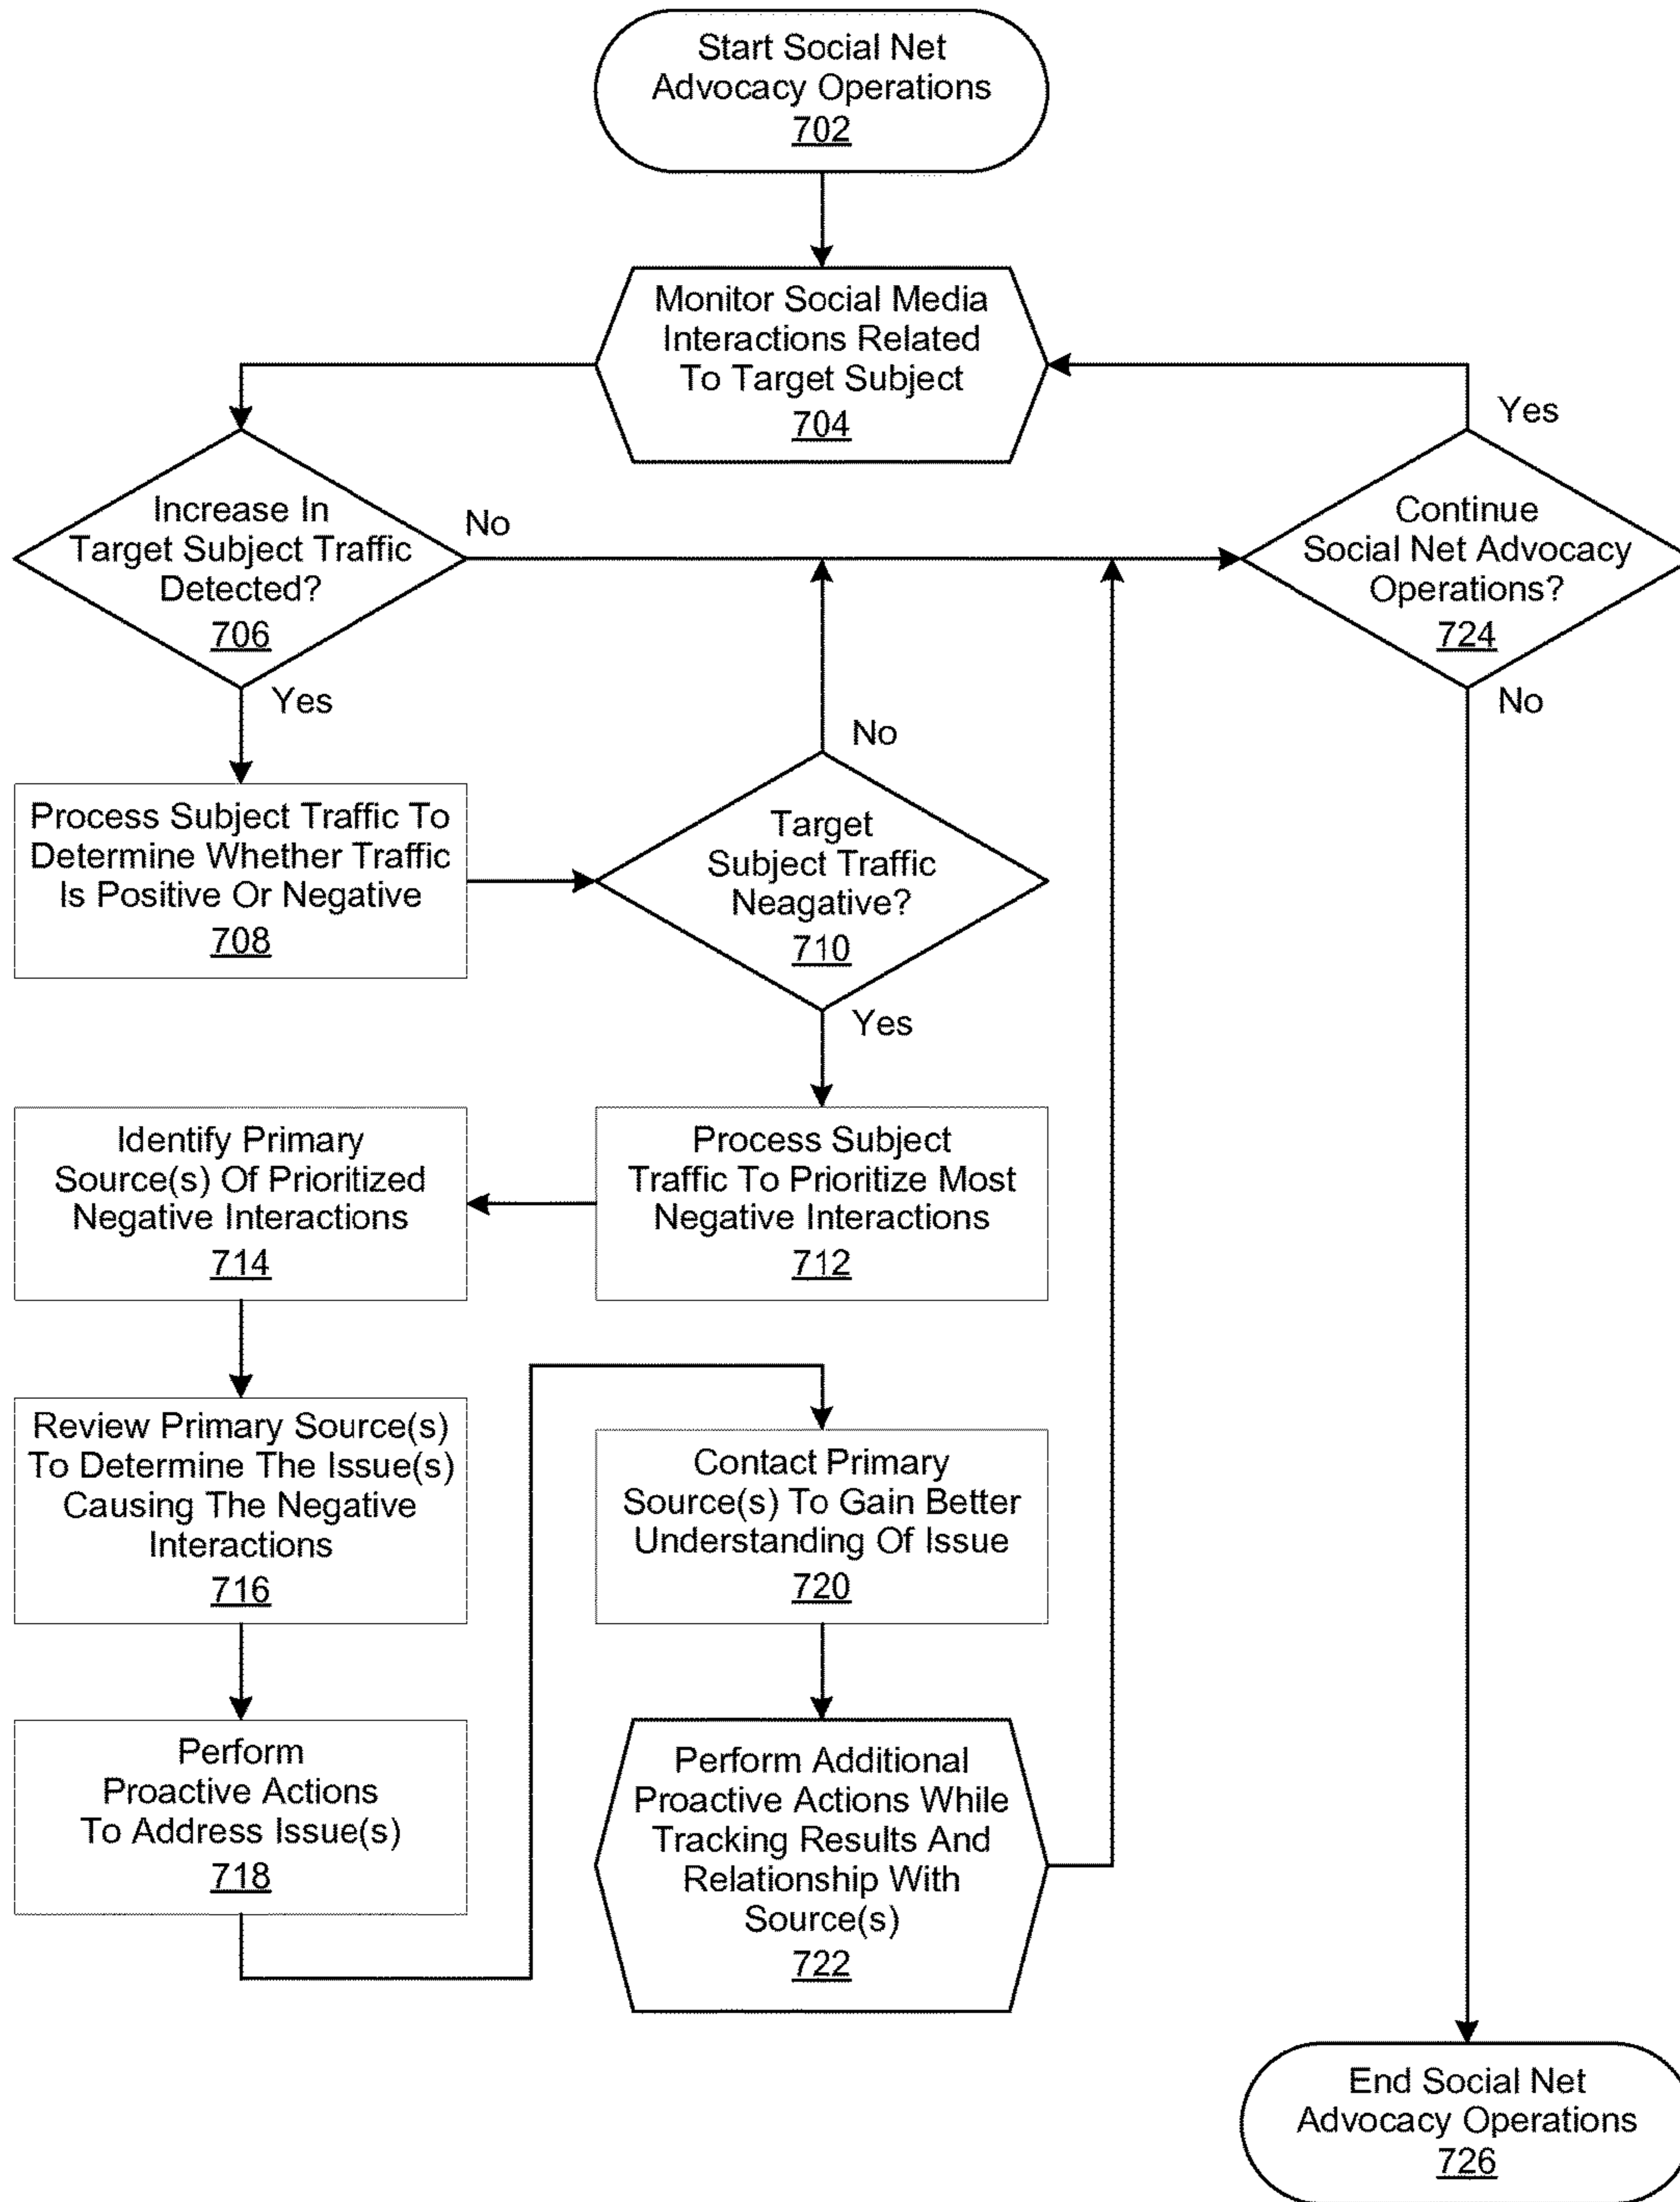 Start Social Net
Advocacy Operations
702
Monitor Social Media
Interactions Related
To Target Subject
704
Increase In
Target Subject Traffic
Detected?
706
No
Yes
Continue
Social Net Advocacy
Operations?
724
Yes
No
Process Subject Traffic To
Determine Whether Traffic
Is Positive Or Negative
708
Target
Subject Traffic
Neagative?
710
No
Yes
Process Subject
Traffic To Prioritize Most
Negative Interactions
712
Identify Primary
Source(s) Of Prioritized
Negative Interactions
714
Review Primary Source(s)
To Determine The Issue(s)
Causing The Negative
Interactions
716
Perform
Proactive Actions
To Address Issue(s)
718
Contact Primary
Source(s) To Gain Better
Understanding Of Issue
720
Perform Additional
Proactive Actions While
Tracking Results And
Relationship With
Source(s)
722
End Social Net
Advocacy Operations
726